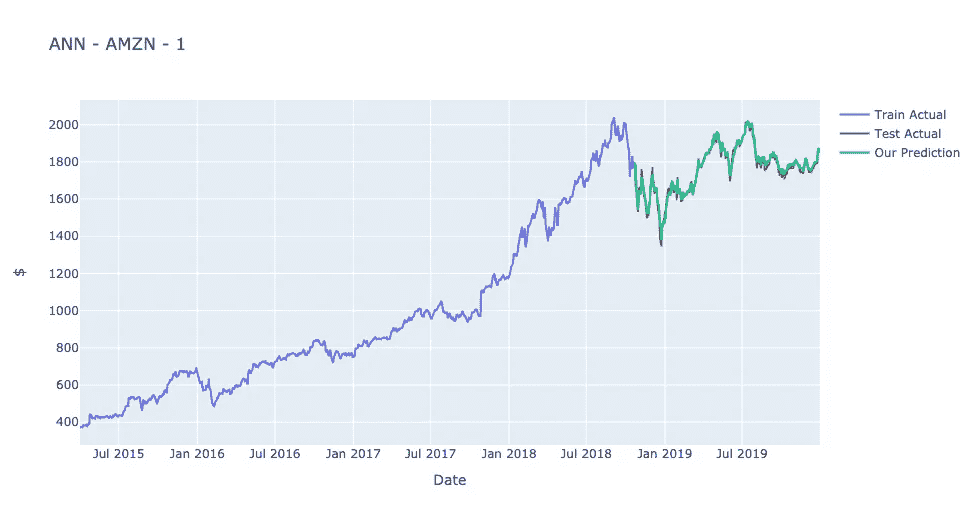 ANN - AMZN - 1
Train Actual
Test Actual
Our Prediction
2000
1800
1600
1400
1200
1000
800
600
400
$
Jul 2015 Jan 2016 Jul 2016 Jan 2017 Jul 2017 Jan 2018 Jul 2018 Jan 2019 Jul 2019
Date